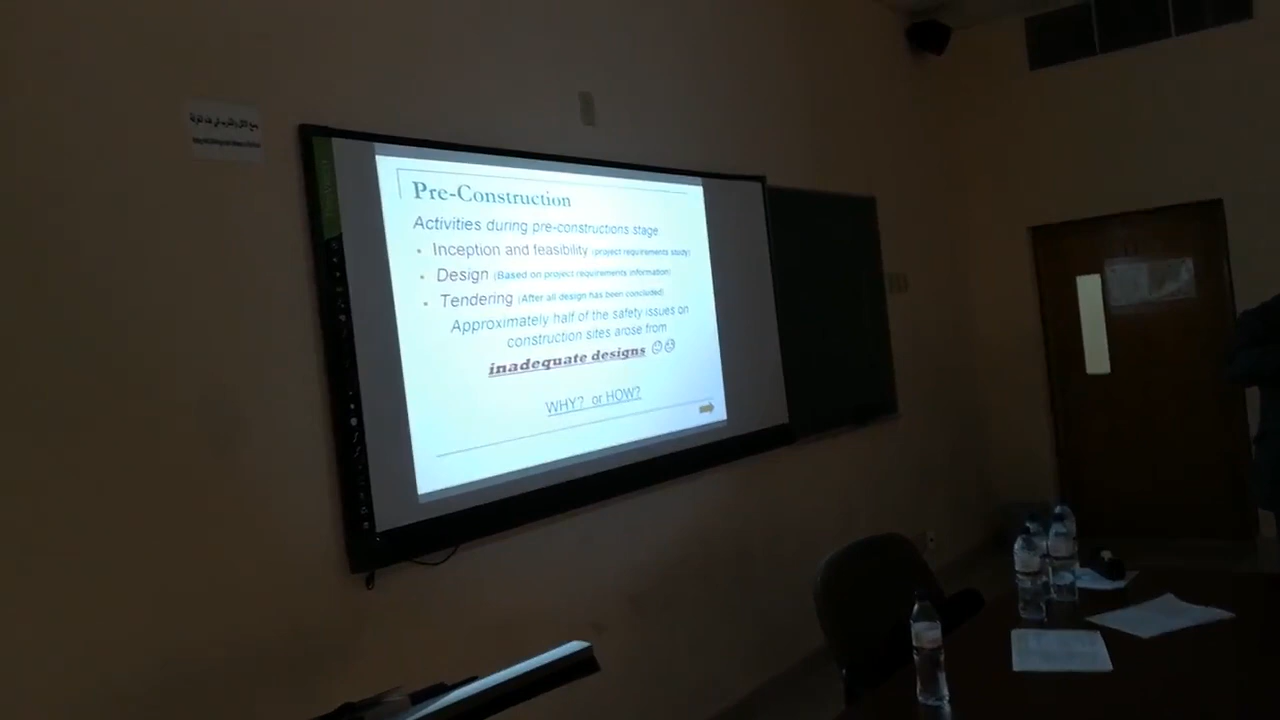 Pre-Construction
Activities during pre-constructions stage
• Inception and feasibility (project requirements study)
• Design (Based on project requirements information)
• Tendering (After all design has been concluded)
Approximately half of the safety issues on
construction sites arose from
inadequate designs
WHY? or HOW?